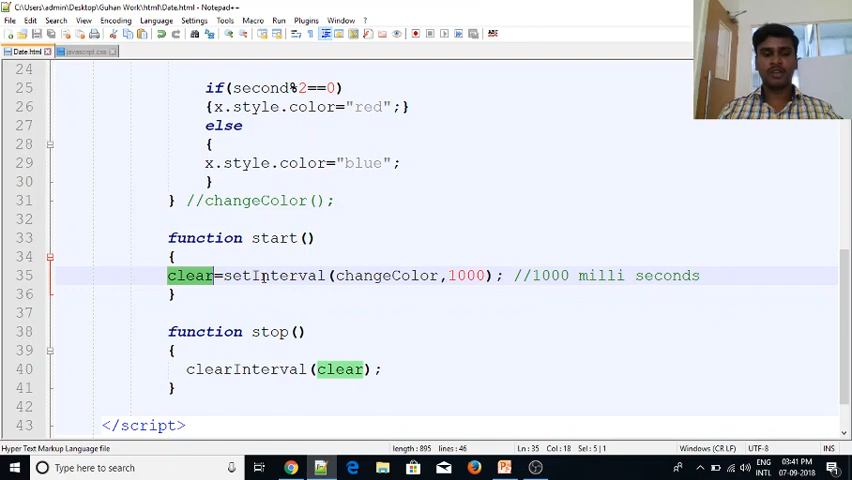 C:\Users\admin\Desktop\Guhan Work\html\Date.html - Notepad++
File Edit Search View Encoding Language Settings Tools Macro Run Plugins Window ?
Date.html javascript.css
24
25 if(second%2==0)
26 {x.style.color="red";}
27 else
28 {
29 x.style.color="blue";
30 }
31 } //changeColor();
32
33 function start()
34 {
35 clear=setInterval(changeColor,1000); //1000 milli seconds
36 }
37
38 function stop()
39 {
40 clearInterval(clear);
41 }
42
43 </script>
Hyper Text Markup Language file length : 895 lines : 46 Ln : 35 Col : 18 Sel : 5 | 1 Windows (CR LF) UTF-8 INS
Type here to search ENG 03:41 PM
INTL 07-09-2018